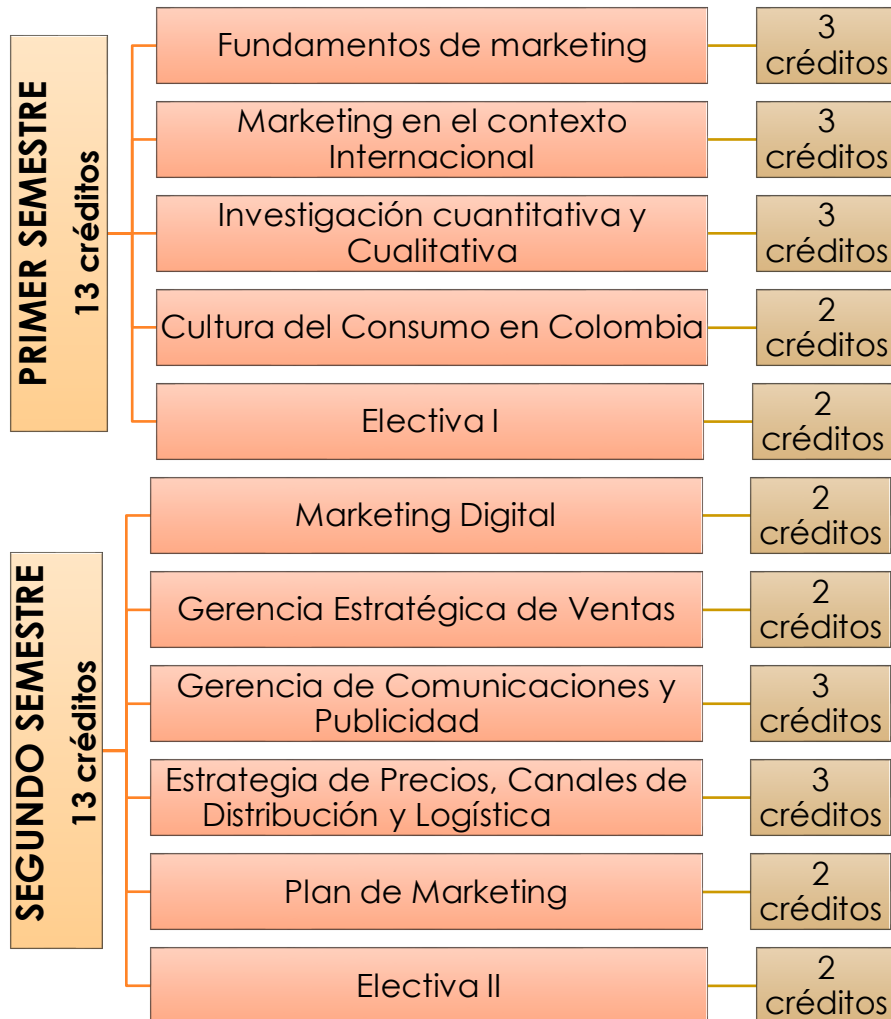 PRIMER SEMESTRE
13 créditos
Fundamentos de marketing
3
créditos
Marketing en el contexto
Internacional
3
créditos
Investigación cuantitativa y
Cualitativa
3
créditos
Cultura del Consumo en Colombia
2
créditos
Electiva I
2
créditos
SEGUNDO SEMESTRE
13 créditos
Marketing Digital
2
créditos
Gerencia Estratégica de Ventas
2
créditos
Gerencia de Comunicaciones y
Publicidad
3
créditos
Estrategia de Precios, Canales de
Distribución y Logística
3
créditos
Plan de Marketing
2
créditos
Electiva II
2
créditos